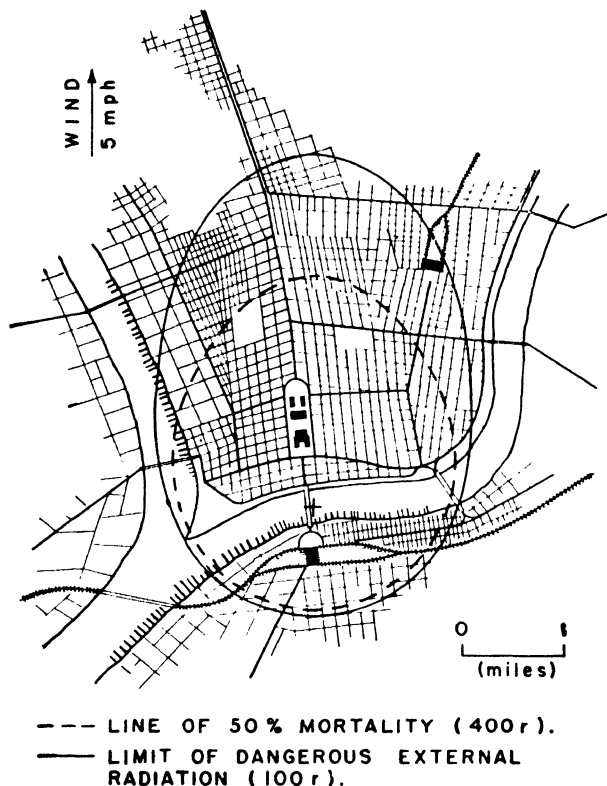 WIND
5 mph
0 1
(miles)
--- LINE OF 50% MORTALITY (400r).
— LIMIT OF DANGEROUS EXTERNAL
RADIATION (100r).